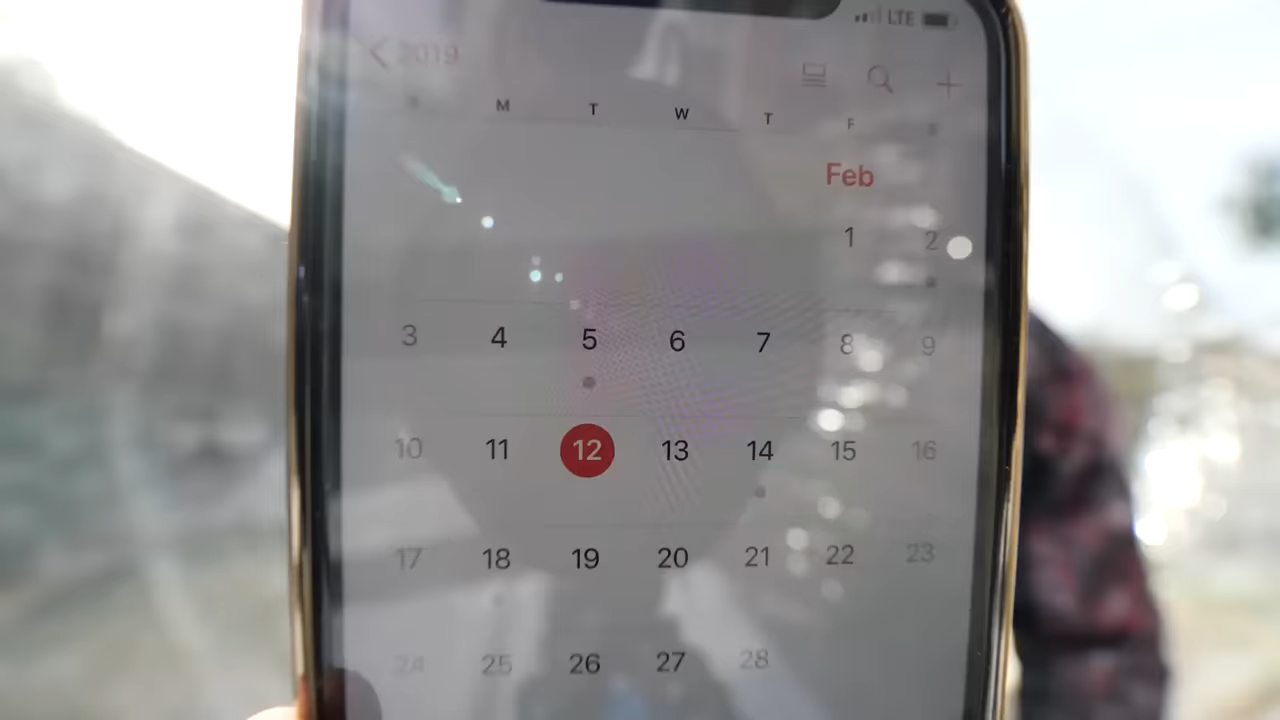 LTE
2019
M T W T F
Feb
1 2
3 4 5 6 7 8 9
10 11 12 13 14 15 16
17 18 19 20 21 22 23
24 25 26 27 28